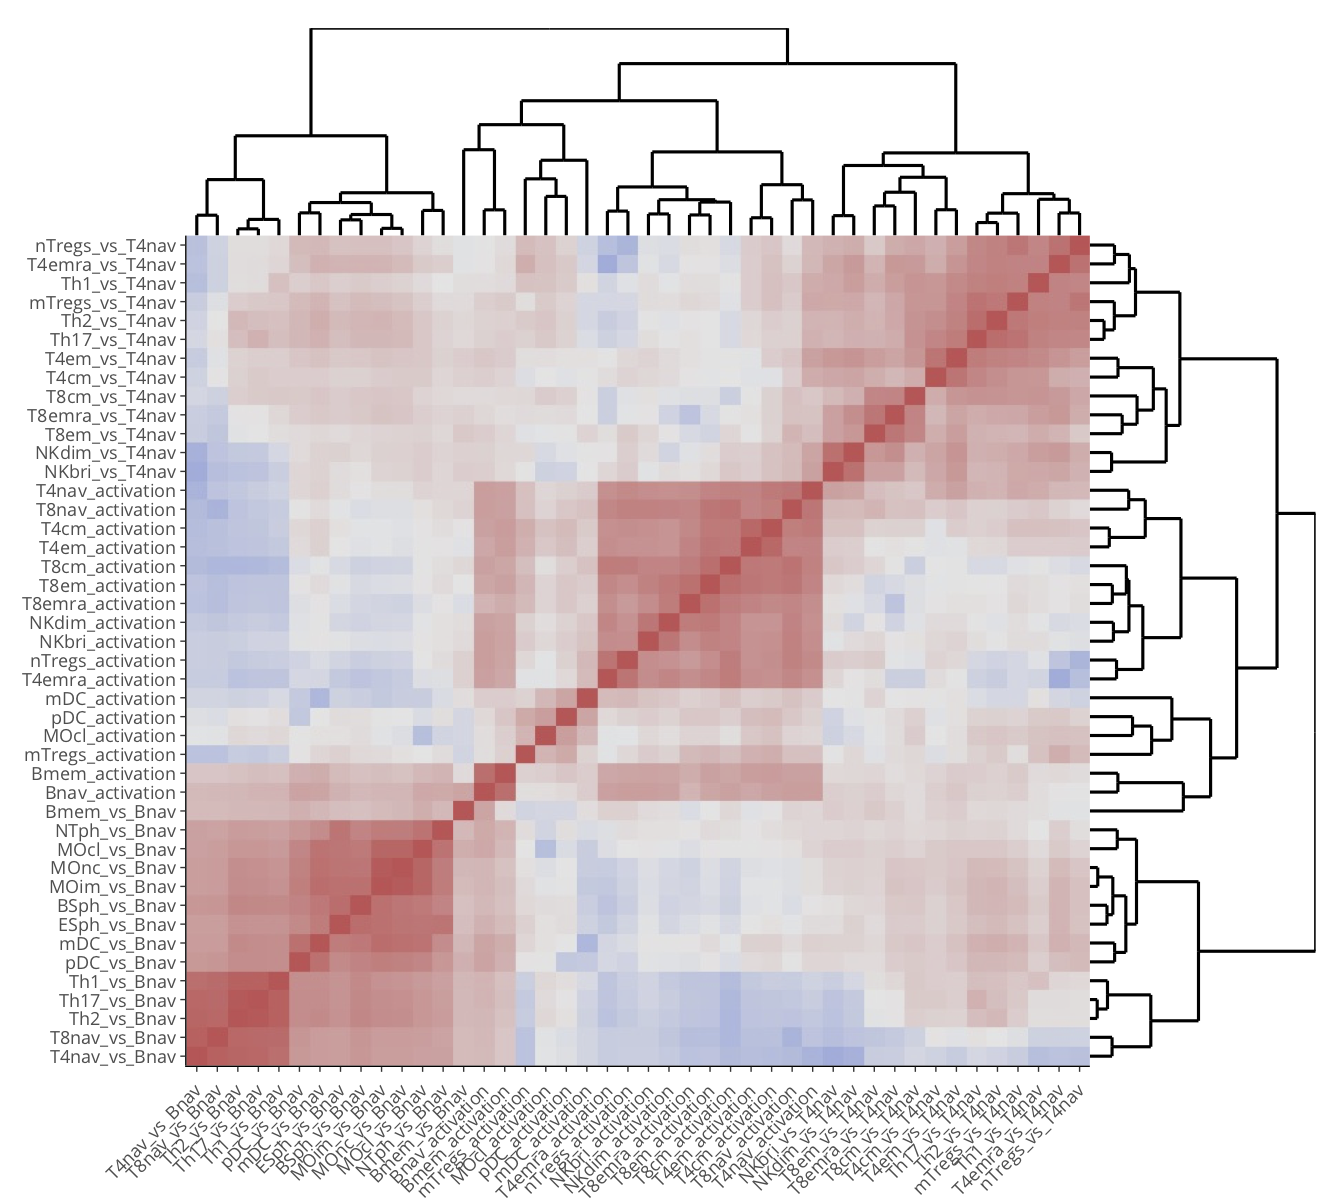 nTregs_vs_T4nav
T4emra_vs_T4nav
Th1_vs_T4nav
mTregs_vs_T4nav
Th2_vs_T4nav
Th17_vs_T4nav
T4em_vs_T4nav
T4cm_vs_T4nav
T8cm_vs_T4nav
T8emra_vs_T4nav
T8em_vs_T4nav
NKdim_vs_T4nav
NKbri_vs_T4nav
T4nav_activation
T8nav_activation
T4cm_activation
T4em_activation
T8cm_activation
T8em_activation
T8emra_activation
NKdim_activation
NKbri_activation
nTregs_activation
T4emra_activation
mDC_activation
pDC_activation
MOcl_activation
mTregs_activation
Bmem_activation
Bnav_activation
Bmem_vs_Bnav
NTph_vs_Bnav
MOcl_vs_Bnav
MOnc_vs_Bnav
MOim_vs_Bnav
BSph_vs_Bnav
ESph_vs_Bnav
mDC_vs_Bnav
pDC_vs_Bnav
Th1_vs_Bnav
Th17_vs_Bnav
Th2_vs_Bnav
T8nav_vs_Bnav
T4nav_vs_Bnav
T4nav_vs_Bnav
T8nav_vs_Bnav
Th2_vs_Bnav
Th17_vs_Bnav
Th1_vs_Bnav
pDC_vs_Bnav
mDC_vs_Bnav
ESph_vs_Bnav
BSph_vs_Bnav
MOim_vs_Bnav
MOnc_vs_Bnav
MOcl_vs_Bnav
NTph_vs_Bnav
Bmem_vs_Bnav
Bnav_activation
Bmem_activation
mTregs_activation
MOcl_activation
pDC_activation
mDC_activation
T4emra_activation
nTregs_activation
NKbri_activation
NKdim_activation
T8emra_activation
T8em_activation
T8cm_activation
T4em_activation
T4cm_activation
T8nav_activation
T4nav_activation
NKbri_vs_T4nav
NKdim_vs_T4nav
T8em_vs_T4nav
T8emra_vs_T4nav
T8cm_vs_T4nav
T4cm_vs_T4nav
T4em_vs_T4nav
Th17_vs_T4nav
Th2_vs_T4nav
mTregs_vs_T4nav
Th1_vs_T4nav
T4emra_vs_T4nav
nTregs_vs_T4nav